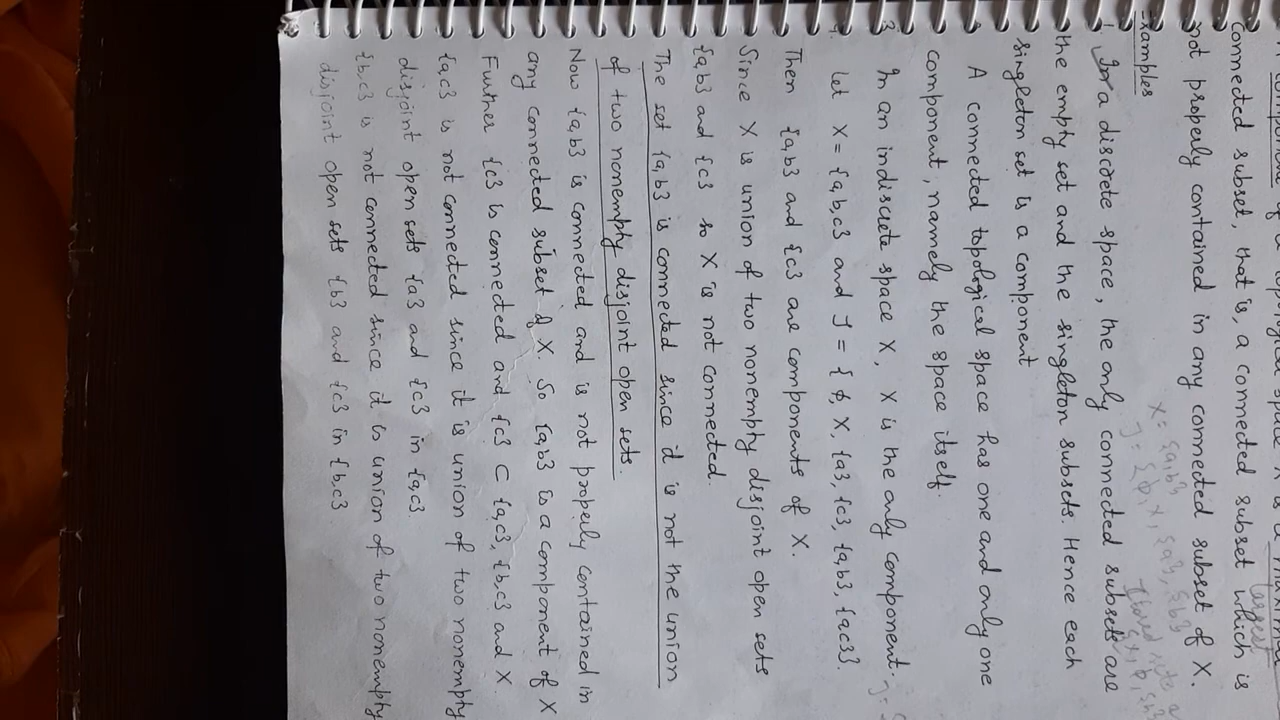 connected subset, that is, a connected subset which is
largest
not properly contained in any connected subset of X.
X = {a,b}
J = {ϕ, X, {a}, {b}
Examples
1 In a discrete space, the only connected subsets are
the empty set and the singleton subsets. Hence each
singleton set is a component
A connected topological space has one and only one
component, namely the space itself.
3 In an indiscrete space X, X is the only component.
4. Let X = {a,b,c} and J = {ϕ, X, {a}, {c}, {a,b}, {a,c}}.
Then {a,b} and {c} are components of X.
Since X is union of two nonempty disjoint open sets
{a,b} and {c} so X is not connected.
The set {a,b} is connected since it is not the union
of two nonempty disjoint open sets.
Now {a,b} is connected and is not properly contained in
any connected subset of X. So {a,b} is a component of X
Further {c} is connected and {c} ⊂ {a,c}, {b,c} and X.
{a,c} is not connected since it is union of two nonempty
disjoint open sets {a} and {c} in {a,c}.
{b,c} is not connected since it is union of two nonempty
disjoint open sets {b} and {c} in {b,c}